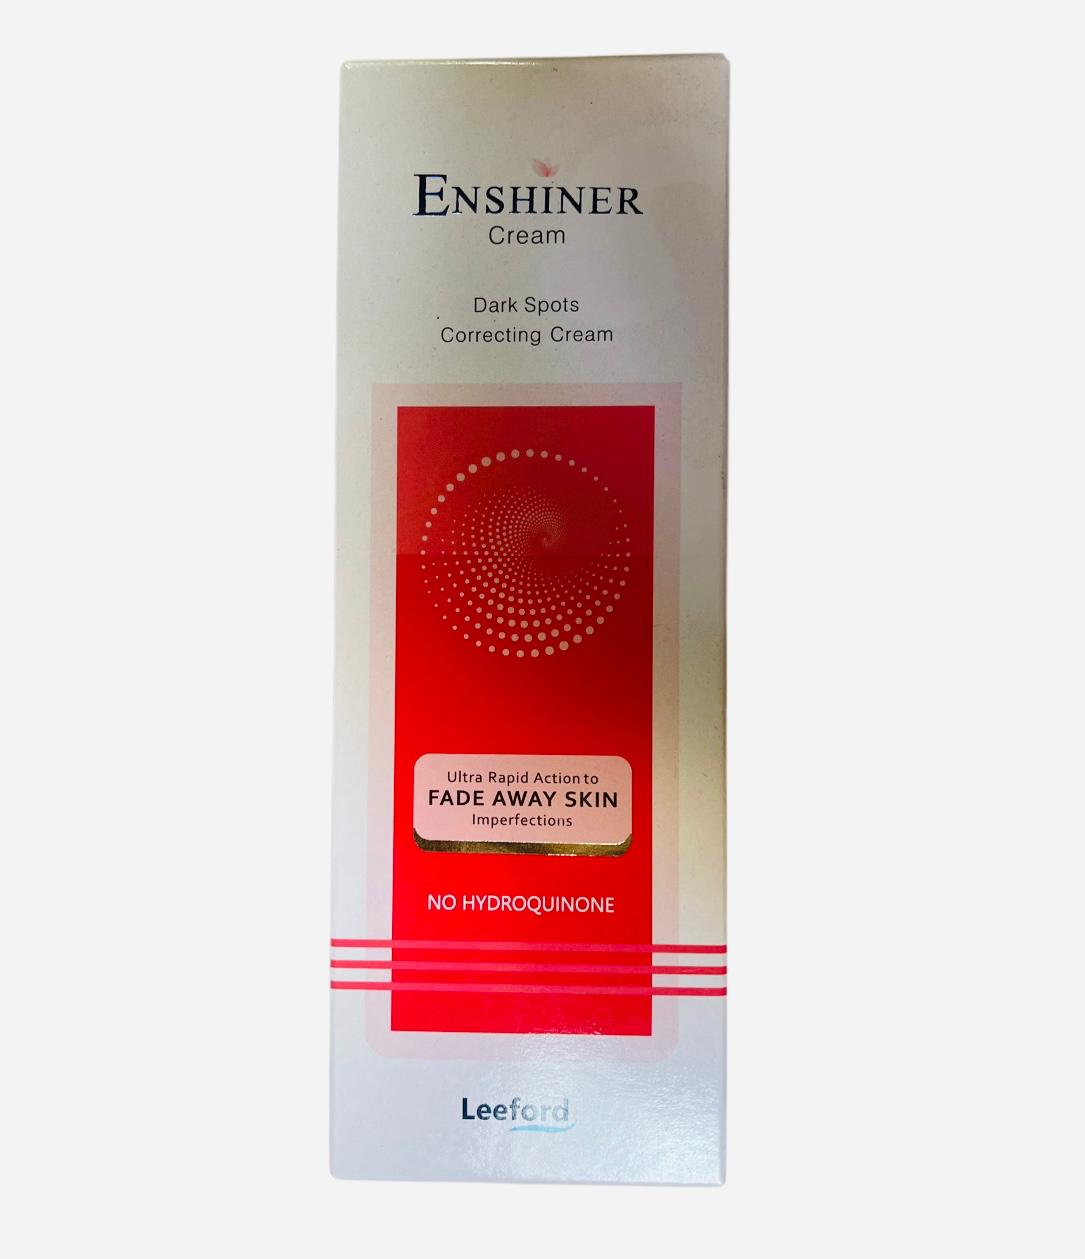 ENSHINER
Cream
Dark Spots
Correcting Cream
Ultra Rapid Action to
FADE AWAY SKIN
Imperfections
NO HYDROQUINONE
Leeford